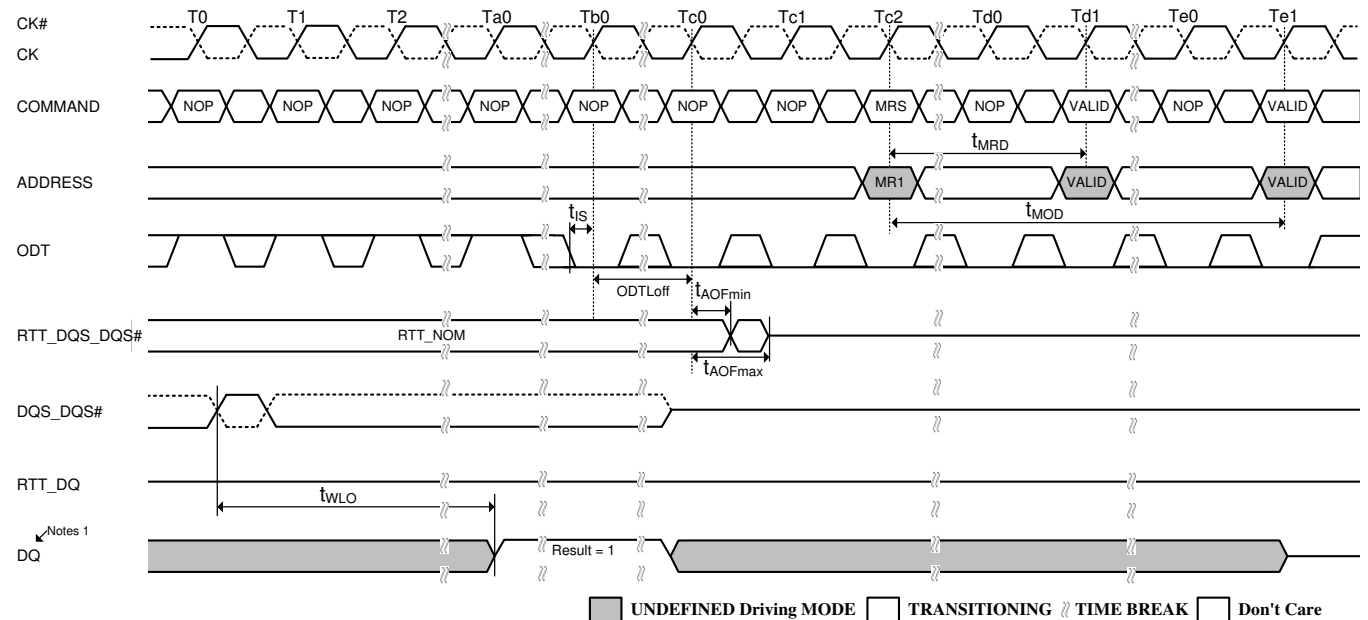 T0 T1 T2 Ta0 Tb0 Tc0 Tc1 Tc2 Td0 Td1 Te0 Te1
CK#
CK
COMMAND NOP NOP NOP NOP NOP NOP NOP MRS NOP VALID NOP VALID
tMRD
ADDRESS MR1 VALID VALID
tIS tMOD
ODT
ODTLoff tAOFmin
RTT_DQS_DQS# RTT_NOM
tAOFmax
DQS_DQS#
RTT_DQ
tWLO
Notes 1
DQ Result = 1
UNDEFINED Driving MODE TRANSITIONING TIME BREAK Don't Care